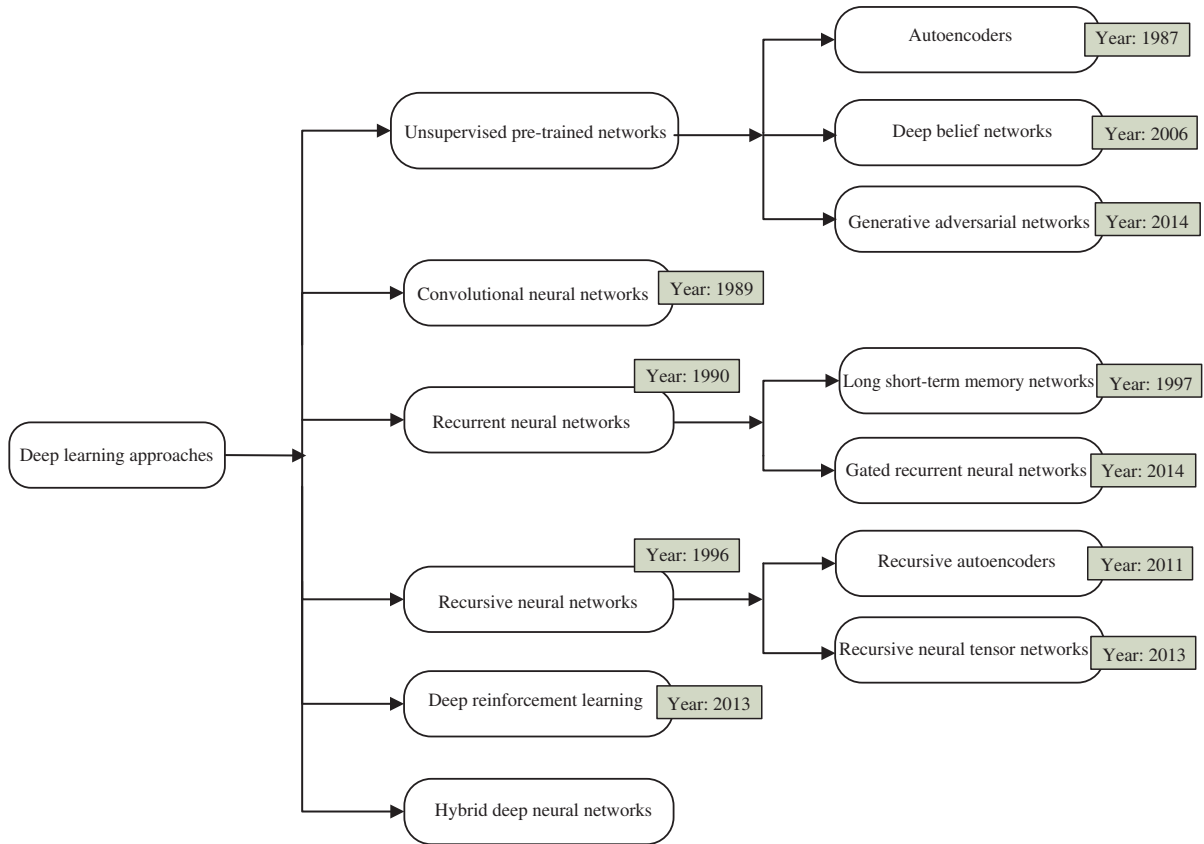 Autoencoders
Year: 1987
Unsupervised pre-trained networks
Deep belief networks
Year: 2006
Generative adversarial networks
Year: 2014
Convolutional neural networks
Year: 1989
Year: 1990
Recurrent neural networks
Long short-term memory networks
Year: 1997
Gated recurrent neural networks
Year: 2014
Deep learning approaches
Year: 1996
Recursive neural networks
Recursive autoencoders
Year: 2011
Recursive neural tensor networks
Year: 2013
Deep reinforcement learning
Year: 2013
Hybrid deep neural networks